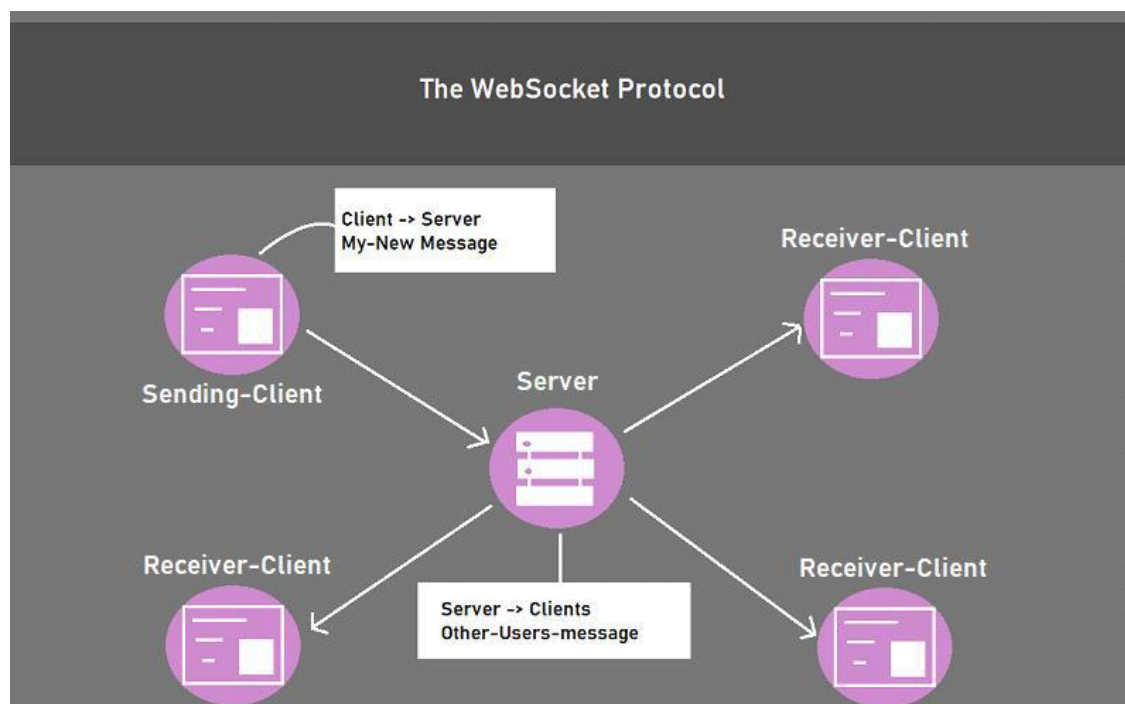 The WebSocket Protocol
Client -> Server
My-New Message
Receiver-Client
Sending-Client
Server
Receiver-Client
Receiver-Client
Server -> Clients
Other-Users-message